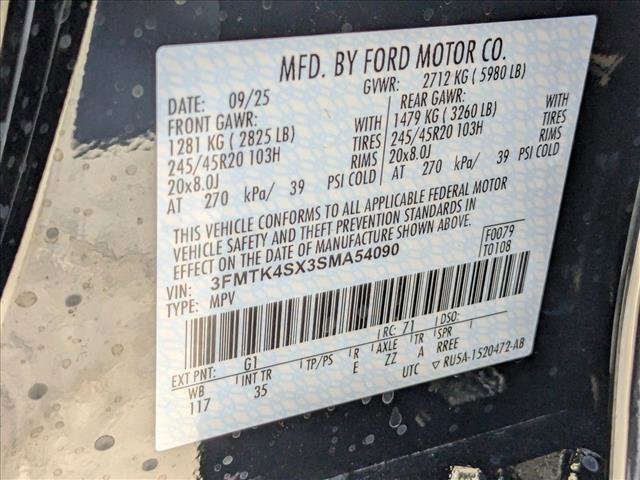 MFD. BY FORD MOTOR CO.
DATE: 09/25 GVWR: 2712 KG ( 5980 LB)
FRONT GAWR: REAR GAWR:
1281 KG ( 2825 LB) WITH 1479 KG ( 3260 LB) WITH
245/45R20 103H TIRES 245/45R20 103H TIRES
20x8.0J RIMS 20x8.0J RIMS
AT 270 kPa/ 39 PSI COLD AT 270 kPa/ 39 PSI COLD
THIS VEHICLE CONFORMS TO ALL APPLICABLE FEDERAL MOTOR
VEHICLE SAFETY AND THEFT PREVENTION STANDARDS IN
EFFECT ON THE DATE OF MANUFACTURE SHOWN ABOVE.
VIN: 3FMTK4SX3SMA54090 F0079
TYPE: MPV T0108
EXT PNT: G1 RC: 71 DSO:
WB INT TR TP/PS R AXLE TR SPR
117 35 E ZZ A RREE
UTC ▽ RU5A-1520472-AB